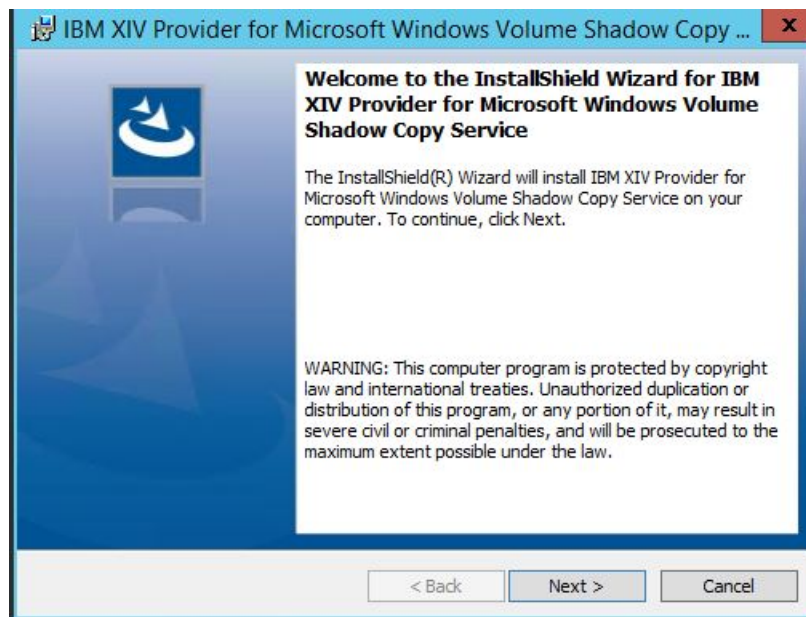 IBM XIV Provider for Microsoft Windows Volume Shadow Copy ... x
Welcome to the InstallShield Wizard for IBM
XIV Provider for Microsoft Windows Volume
Shadow Copy Service
The InstallShield(R) Wizard will install IBM XIV Provider for
Microsoft Windows Volume Shadow Copy Service on your
computer. To continue, click Next.
WARNING: This computer program is protected by copyright
law and international treaties. Unauthorized duplication or
distribution of this program, or any portion of it, may result in
severe civil or criminal penalties, and will be prosecuted to the
maximum extent possible under the law.
< Back Next > Cancel